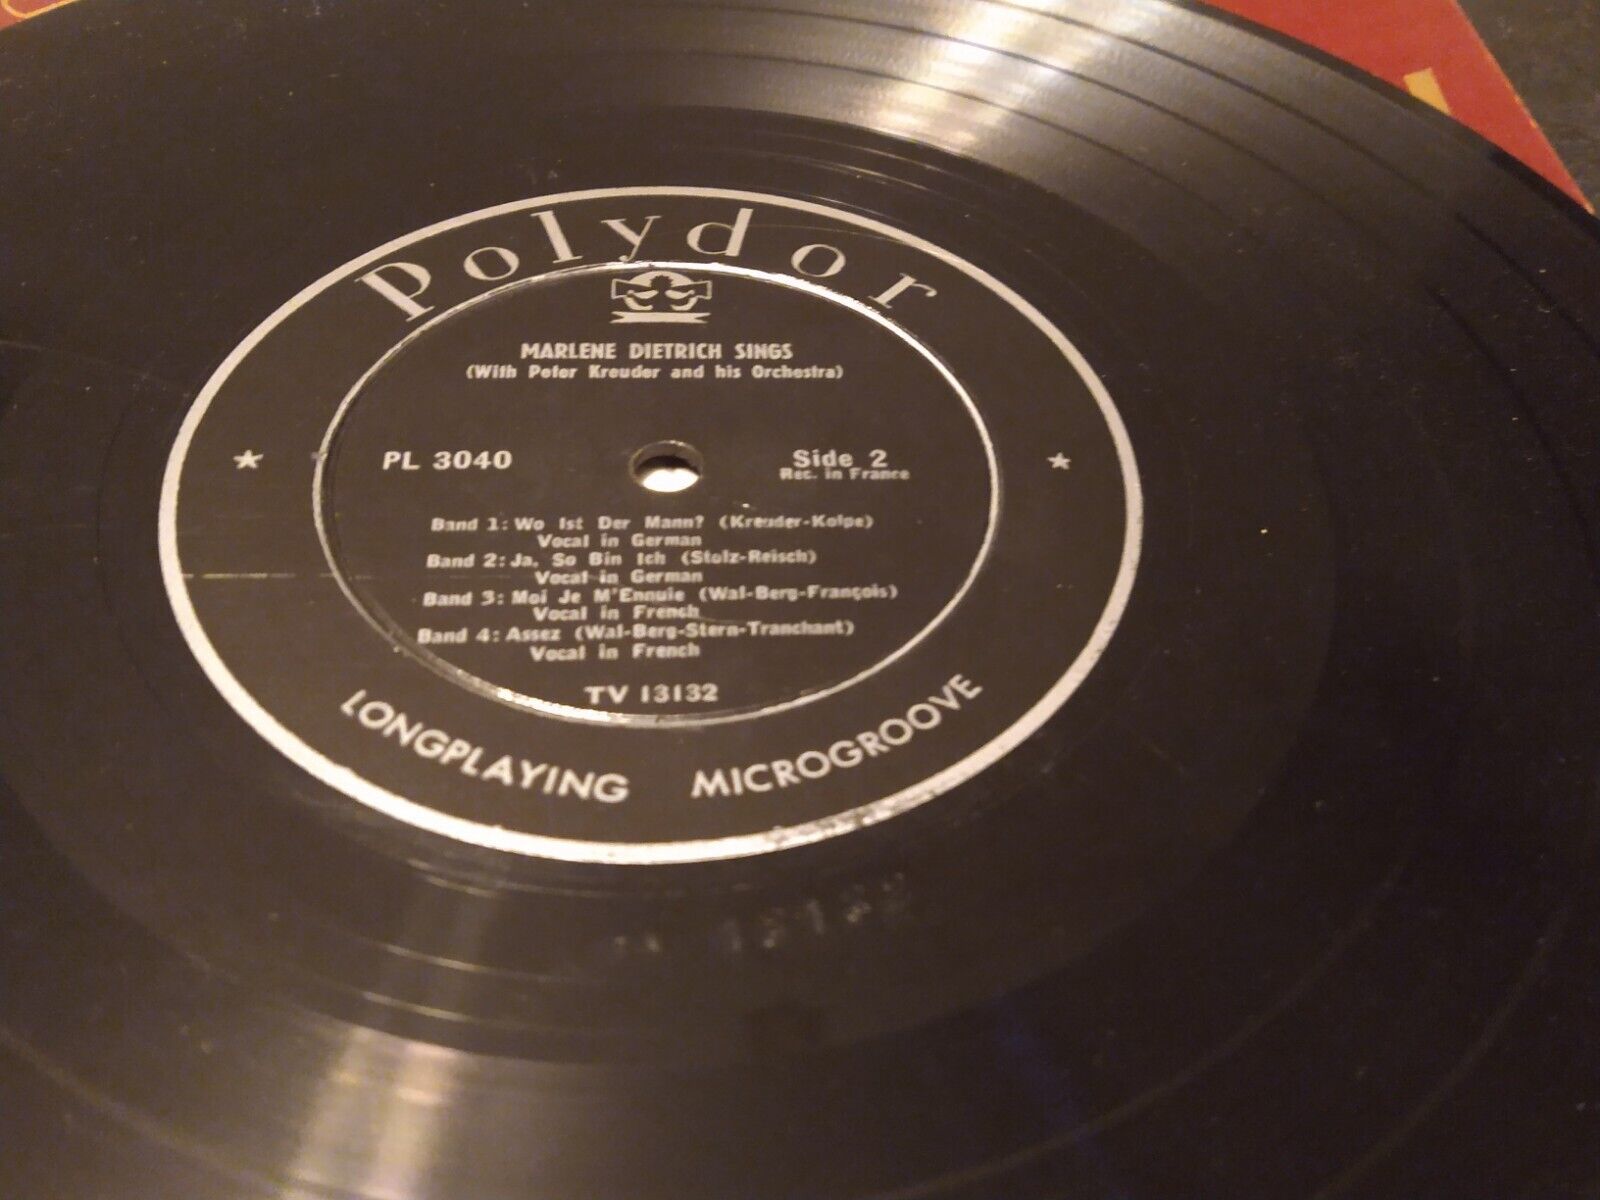 Polydor
MARLENE DIETRICH SINGS
(With Peter Kreuder and his Orchestra)
PL 3040
Side 2
Rec. in France
Band 1: Wo Ist Der Mann? (Kreuder-Kolpe)
Vocal in German
Band 2: Ja, So Bin Ich (Stolz-Reisch)
Vocal in German
Band 3: Moi Je M'Ennuie (Wal-Berg-François)
Vocal in French
Band 4: Assez (Wal-Berg-Stern-Tranchant)
Vocal in French
TV 13132
LONGPLAYING MICROGROOVE